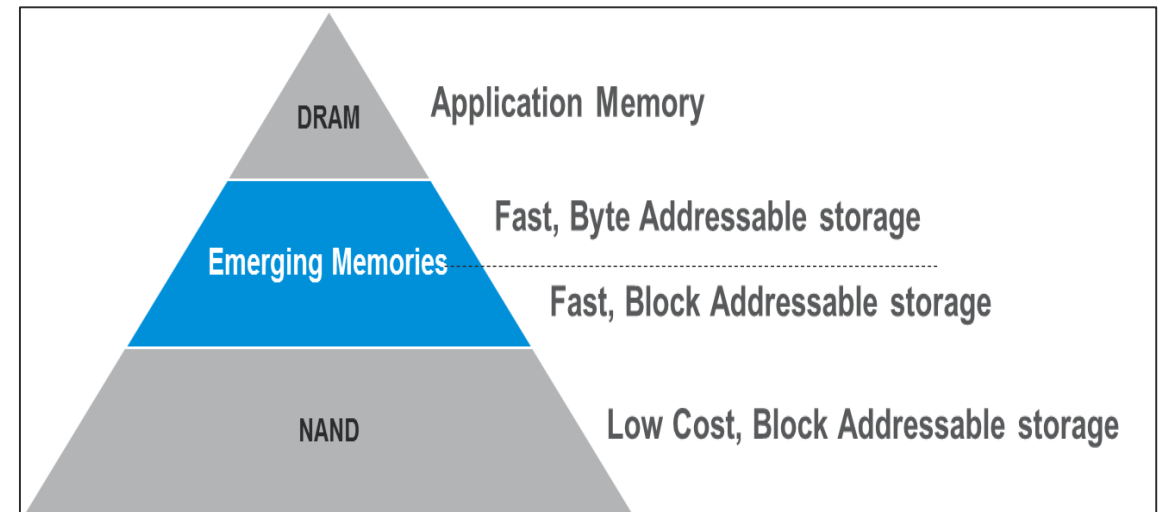 DRAM
Application Memory
Fast, Byte Addressable storage
Emerging Memories
Fast, Block Addressable storage
NAND
Low Cost, Block Addressable storage